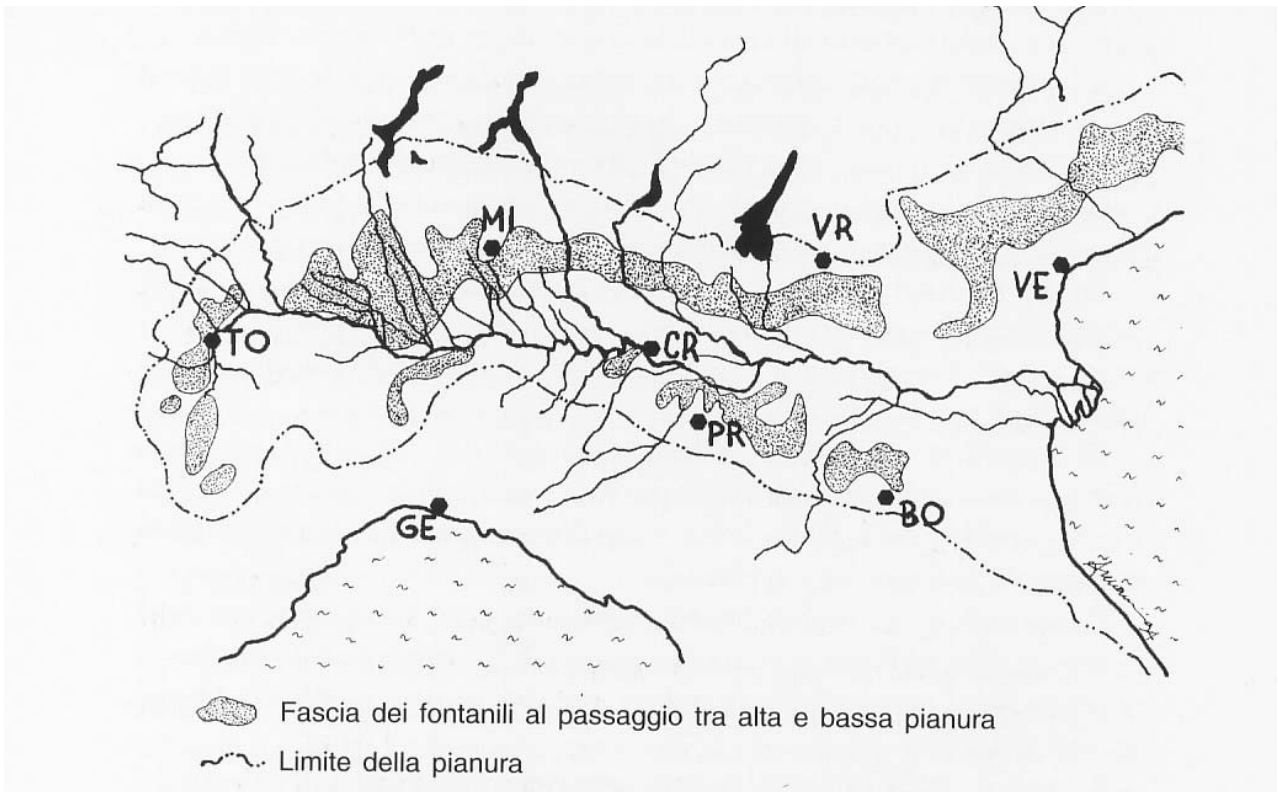 MI
VR
VE
TO
CR
PR
BO
GE
Fascia dei fontanili al passaggio tra alta e bassa pianura
Limite della pianura